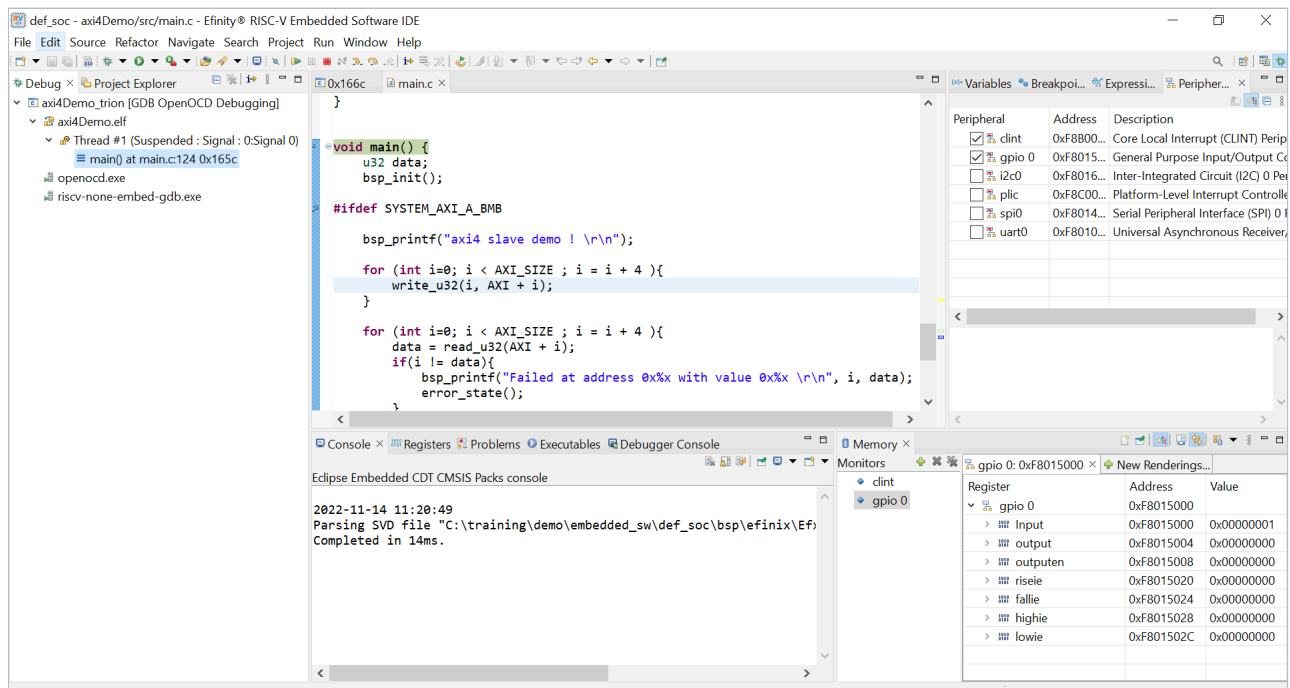 def_soc - axi4Demo/src/main.c - Efinity® RISC-V Embedded Software IDE
File Edit Source Refactor Navigate Search Project Run Window Help
Debug × Project Explorer
axi4Demo_trion [GDB OpenOCD Debugging]
axi4Demo.elf
Thread #1 (Suspended : Signal : 0:Signal 0)
main() at main.c:124 0x165c
openocd.exe
riscv-none-embed-gdb.exe
0x166c main.c ×
}
void main() {
u32 data;
bsp_init();
#ifdef SYSTEM_AXI_A_BMB
bsp_printf("axi4 slave demo ! \r\n");
for (int i=0; i < AXI_SIZE ; i = i + 4 ){
write_u32(i, AXI + i);
}
for (int i=0; i < AXI_SIZE ; i = i + 4 ){
data = read_u32(AXI + i);
if(i != data){
bsp_printf("Failed at address 0x%x with value 0x%x \r\n", i, data);
error_state();
}
Variables Breakpoi... Expressi... Peripher... ×
Peripheral Address Description
clint 0xF8B00... Core Local Interrupt (CLINT) Perip
gpio 0 0xF8015... General Purpose Input/Output Co
i2c0 0xF8016... Inter-Integrated Circuit (I2C) 0 Per
plic 0xF8C00... Platform-Level Interrupt Controlle
spi0 0xF8014... Serial Peripheral Interface (SPI) 0 F
uart0 0xF8010... Universal Asynchronous Receiver/
Console × Registers Problems Executables Debugger Console
Eclipse Embedded CDT CMSIS Packs console
2022-11-14 11:20:49
Parsing SVD file "C:\training\demo\embedded_sw\def_soc\bsp\efinix\Efx
Completed in 14ms.
Memory ×
Monitors
clint
gpio 0
gpio 0: 0xF8015000 × New Renderings...
Register Address Value
gpio 0 0xF8015000
Input 0xF8015000 0x00000001
output 0xF8015004 0x00000000
outputen 0xF8015008 0x00000000
riseie 0xF8015020 0x00000000
fallie 0xF8015024 0x00000000
highie 0xF8015028 0x00000000
lowie 0xF801502C 0x00000000